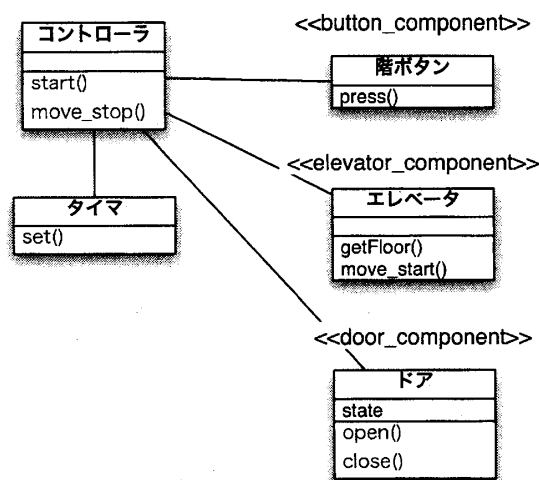 コントローラ
start()
move_stop()
タイマ
set()
<<button_component>>
階ボタン
press()
<<elevator_component>>
エレベータ
getFloor()
move_start()
<<door_component>>
ドア
state
open()
close()